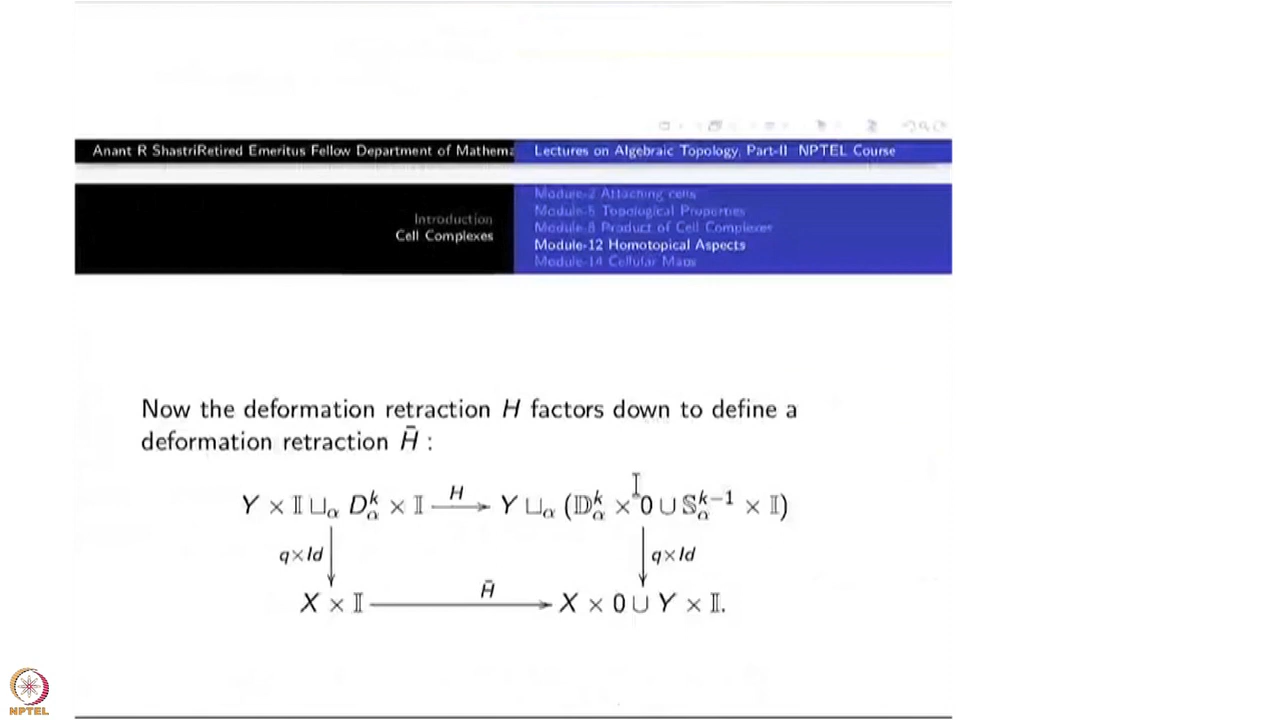 Anant R ShastriRetired Emeritus Fellow Department of Mathema
Lectures on Algebraic Topology, Part-II NPTEL Course
Introduction
Cell Complexes
Module-2 Attaching cells
Module-5 Topological Properties
Module-8 Product of Cell Complexes
Module-12 Homotopical Aspects
Module-14 Cellular Maps
Now the deformation retraction H factors down to define a
deformation retraction H̄ :
Y × 𝕀 ⊔_α D^k_α × 𝕀 —H→ Y ⊔_α (𝔻^k_α × 0 ∪ 𝕊^{k−1}_α × 𝕀)
q×Id q×Id
X × 𝕀 —H̄→ X × 0 ∪ Y × 𝕀.
NPTEL